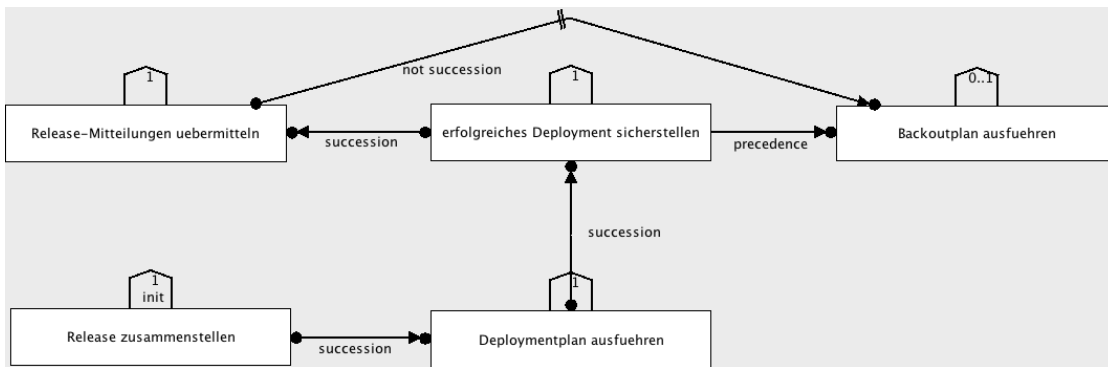 not succession
1
1
0..1
Release-Mitteilungen uebermitteln
erfolgreiches Deployment sicherstellen
Backoutplan ausfuehren
succession
precedence
succession
1
init
1
Release zusammenstellen
Deploymentplan ausfuehren
succession